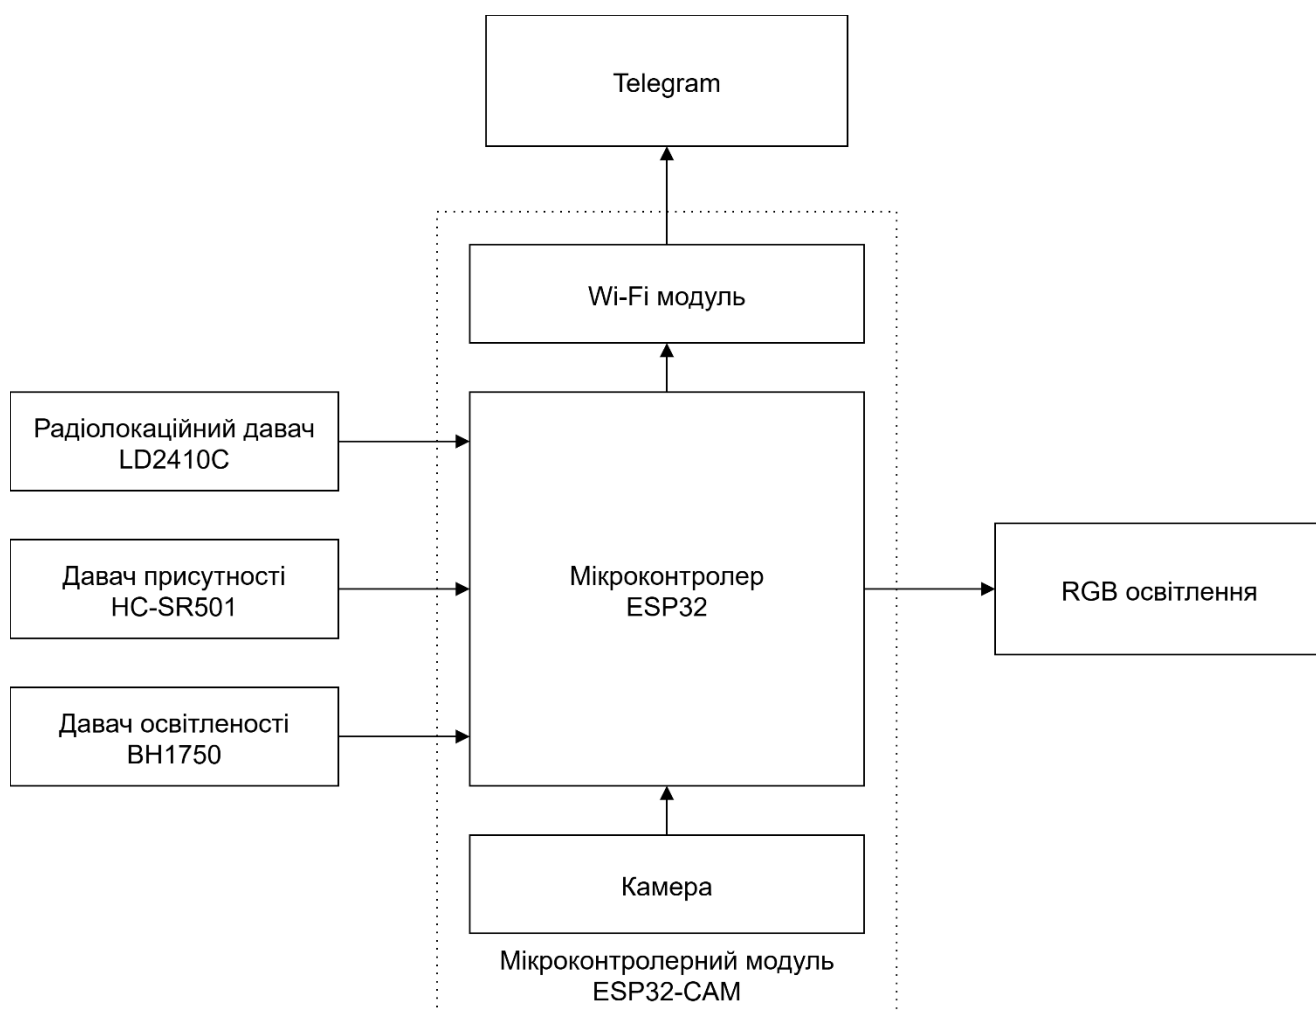 Telegram
Wi-Fi модуль
Радіолокаційний давач
LD2410C
Давач присутності
HC-SR501
Мікроконтролер
ESP32
RGB освітлення
Давач освітленості
BH1750
Камера
Мікроконтролерний модуль
ESP32-CAM